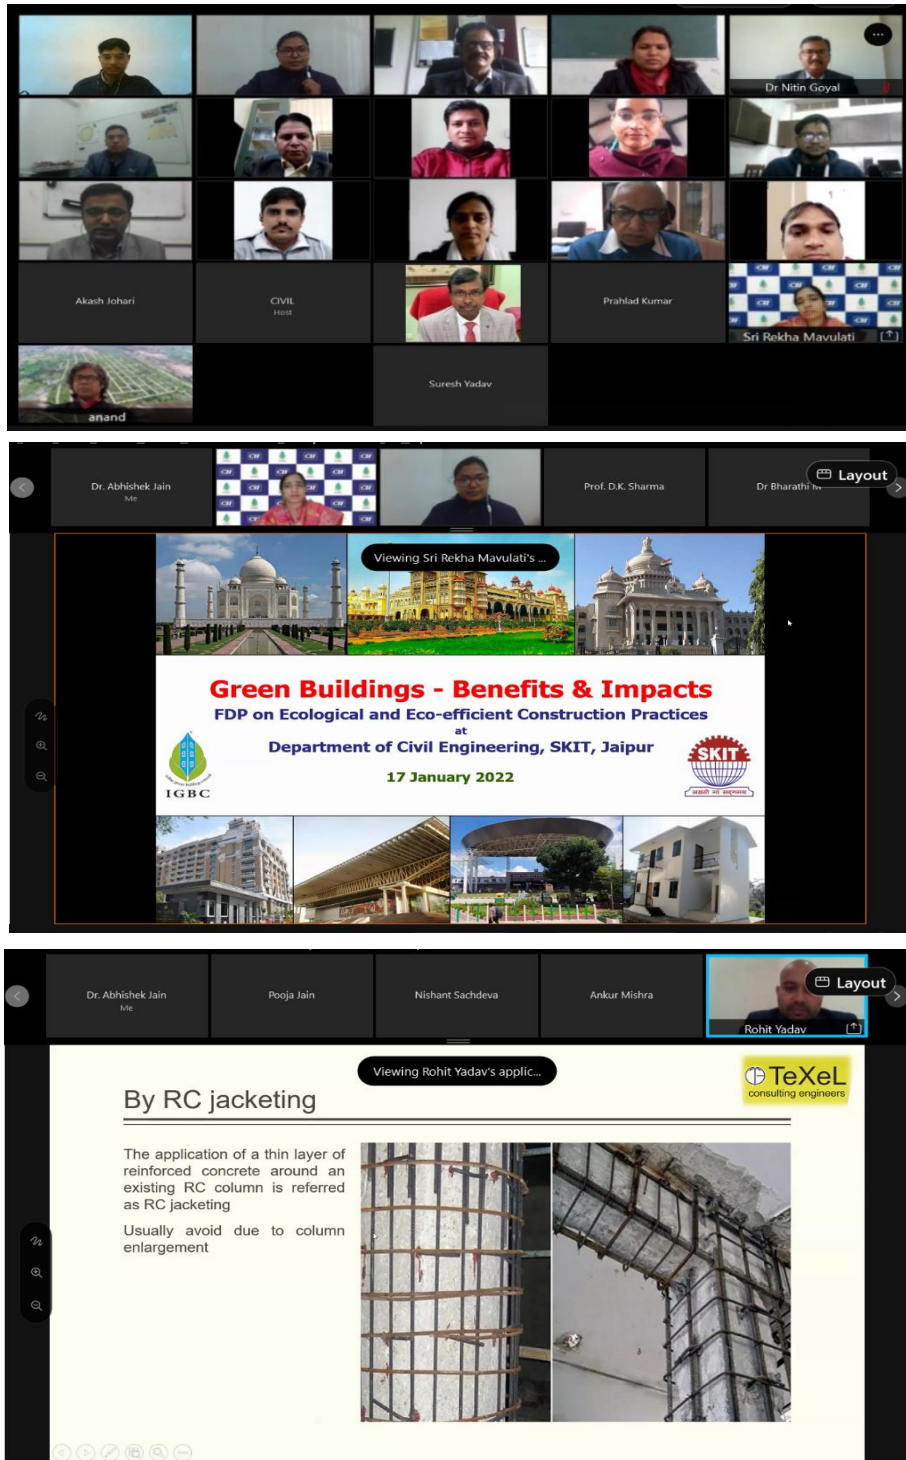 Dr Nitin Goyal
Akash Johari
CIVIL
Host
Prahlad Kumar
CII
Sri Rekha Mavulati
anand
Suresh Yadav
Dr. Abhishek Jain
Me
Prof. D.K. Sharma
Dr Bharathi M
Layout
Viewing Sri Rekha Mavulati's ...
Green Buildings - Benefits & Impacts
FDP on Ecological and Eco-efficient Construction Practices
at
Department of Civil Engineering, SKIT, Jaipur
17 January 2022
IGBC
SKIT
Dr. Abhishek Jain
Me
Pooja Jain
Nishant Sachdeva
Ankur Mishra
Rohit Yadav
Layout
Viewing Rohit Yadav's applic...
TeXeL
consulting engineers
By RC jacketing
The application of a thin layer of
reinforced concrete around an
existing RC column is referred
as RC jacketing
Usually avoid due to column
enlargement